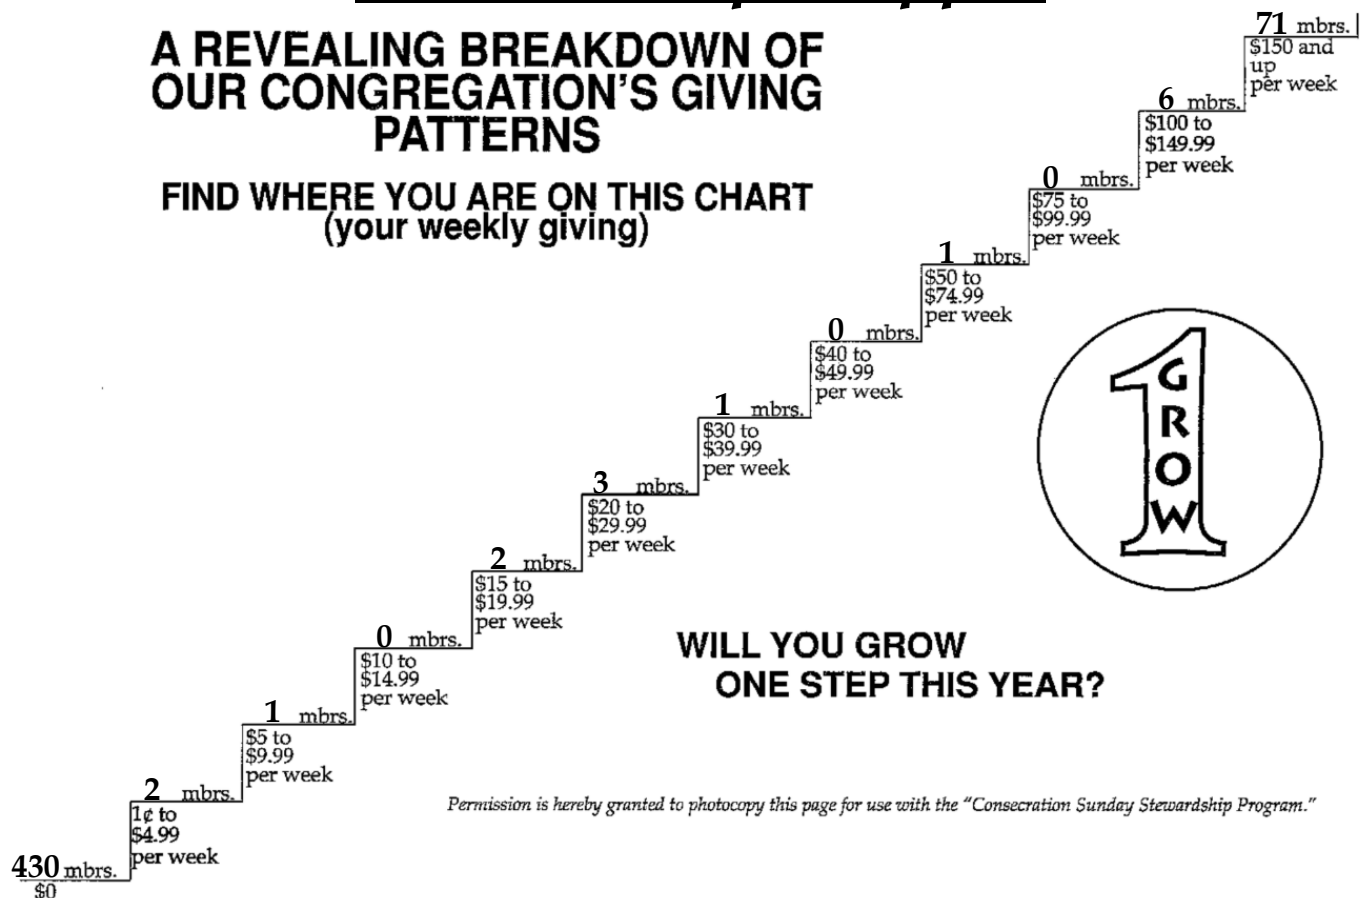 A REVEALING BREAKDOWN OF
OUR CONGREGATION'S GIVING
PATTERNS
FIND WHERE YOU ARE ON THIS CHART
(your weekly giving)
71 mbrs.
$150 and
up
per week
6 mbrs.
$100 to
$149.99
per week
0 mbrs.
$75 to
$99.99
per week
1 mbrs.
$50 to
$74.99
per week
0 mbrs.
$40 to
$49.99
per week
1 mbrs.
$30 to
$39.99
per week
3 mbrs.
$20 to
$29.99
per week
2 mbrs.
$15 to
$19.99
per week
0 mbrs.
$10 to
$14.99
per week
1 mbrs.
$5 to
$9.99
per week
2 mbrs.
1¢ to
$4.99
per week
430 mbrs.
$0
1
G
R
O
W
WILL YOU GROW
ONE STEP THIS YEAR?
Permission is hereby granted to photocopy this page for use with the "Consecration Sunday Stewardship Program."